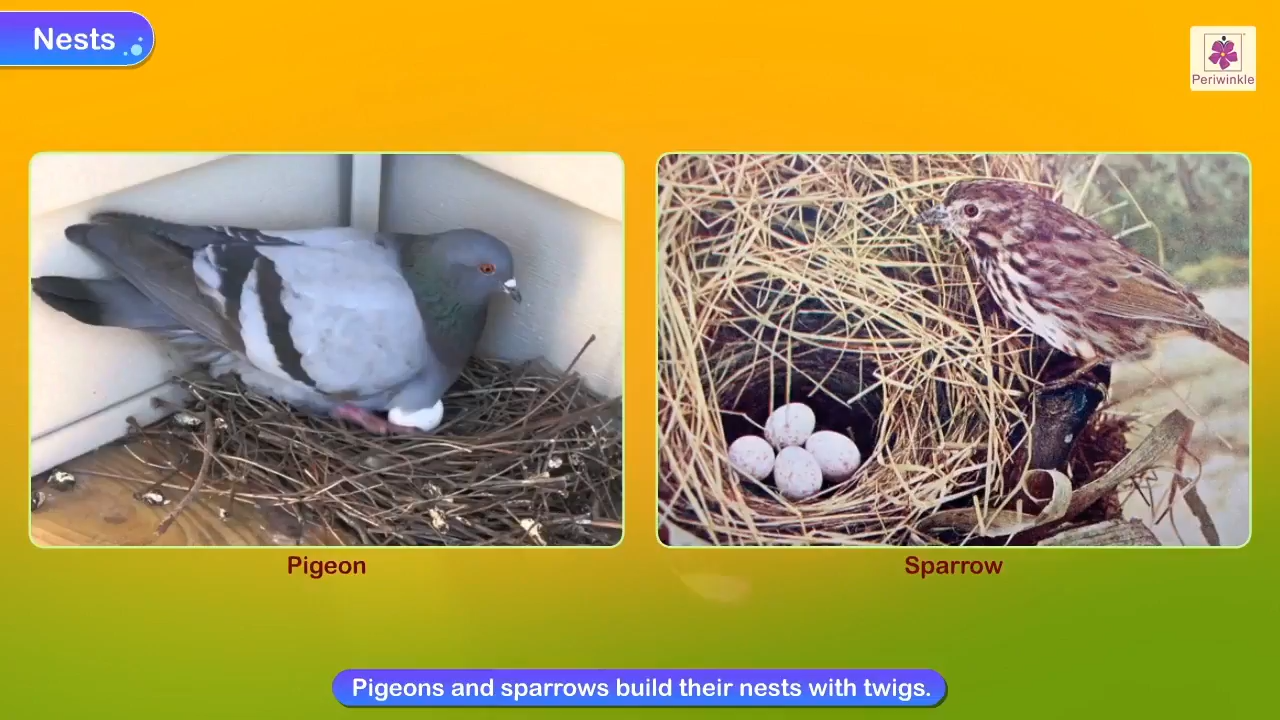 Nests
Periwinkle
Pigeon
Sparrow
Pigeons and sparrows build their nests with twigs.